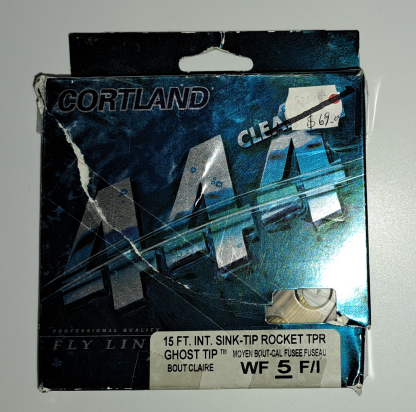 CORTLAND
CLEA
$69
444
PROFESSIONAL QUALITY
FLY LIN
15 FT. INT. SINK-TIP ROCKET TPR
GHOST TIP™ MOYEN BOUT-CAL FUSEE FUSEAU
BOUT CLAIRE WF 5 F/I